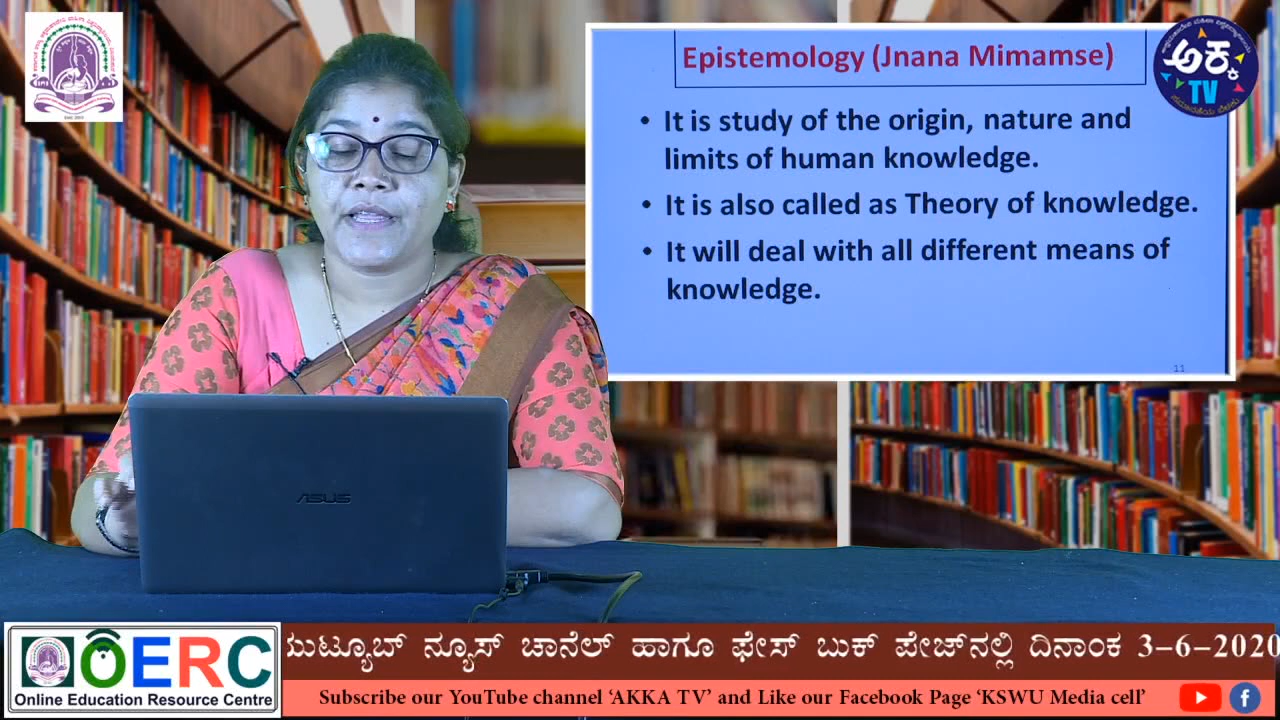 Epistemology (Jnana Mimamse)
ಅಕ್ಕ
TV
• It is study of the origin, nature and
limits of human knowledge.
• It is also called as Theory of knowledge.
• It will deal with all different means of
knowledge.
11
ASUS
OERC
Online Education Resource Centre
ಯುಟ್ಯೂಬ್ ನ್ಯೂಸ್ ಚಾನೆಲ್ ಹಾಗೂ ಫೇಸ್ ಬುಕ್ ಪೇಜ್‌ನಲ್ಲಿ ದಿನಾಂಕ 3-6-2020
Subscribe our YouTube channel ‘AKKA TV’ and Like our Facebook Page ‘KSWU Media cell’